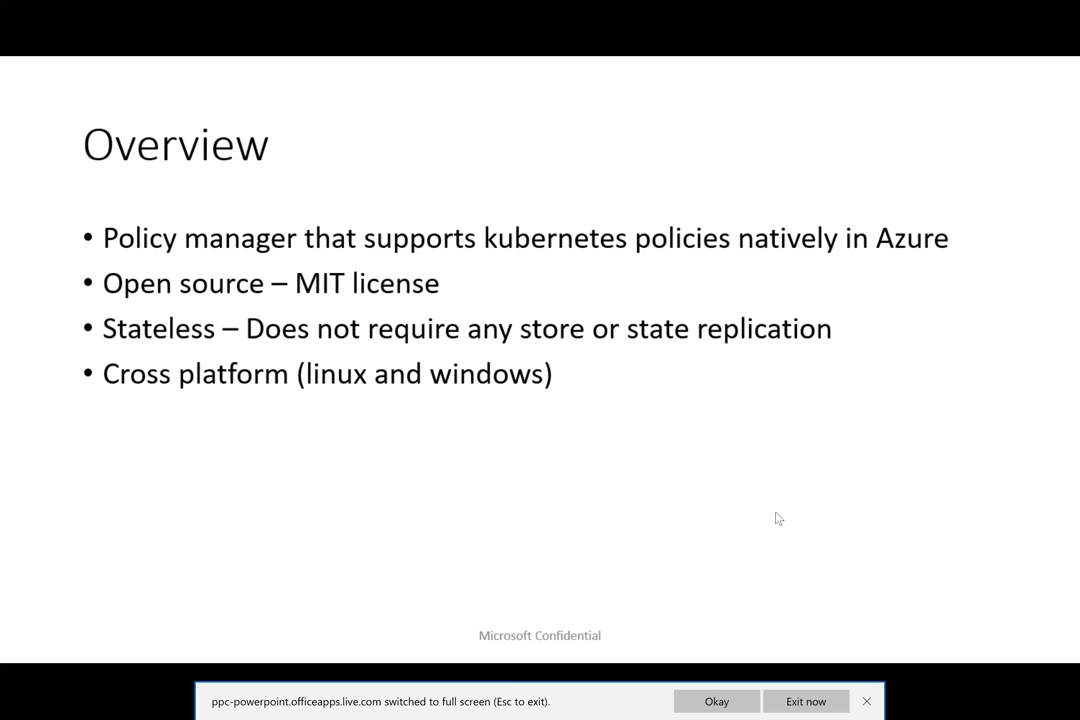 Overview
• Policy manager that supports kubernetes policies natively in Azure
• Open source – MIT license
• Stateless – Does not require any store or state replication
• Cross platform (linux and windows)
Microsoft Confidential
ppc-powerpoint.officeapps.live.com switched to full screen (Esc to exit). Okay Exit now